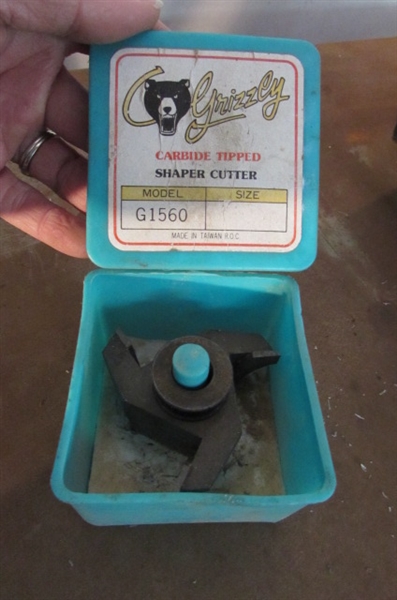 Grizzly
CARBIDE TIPPED
SHAPER CUTTER
MODEL SIZE
G1560
MADE IN TAIWAN R.O.C.